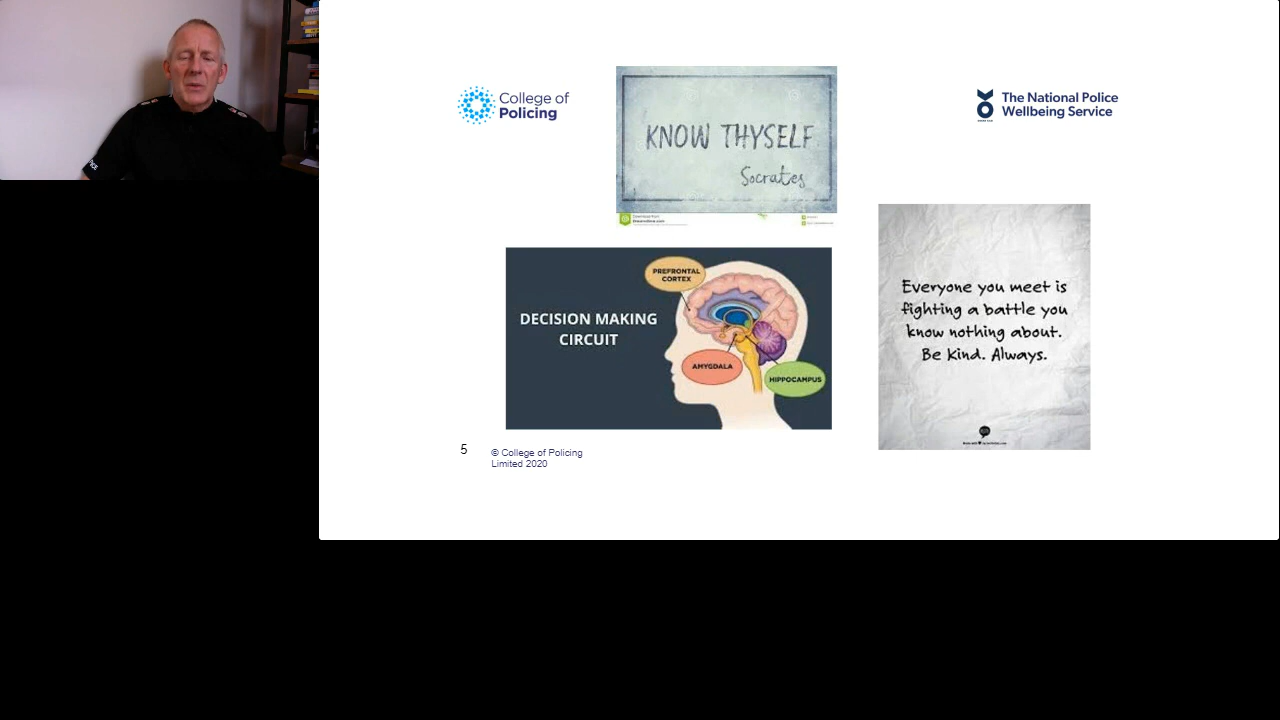 College of
Policing
KNOW THYSELF
Socrates
The National Police
Wellbeing Service
DECISION MAKING
CIRCUIT
PREFRONTAL
CORTEX
AMYGDALA
HIPPOCAMPUS
Everyone you meet is
fighting a battle you
know nothing about.
Be kind. Always.
5
© College of Policing
Limited 2020